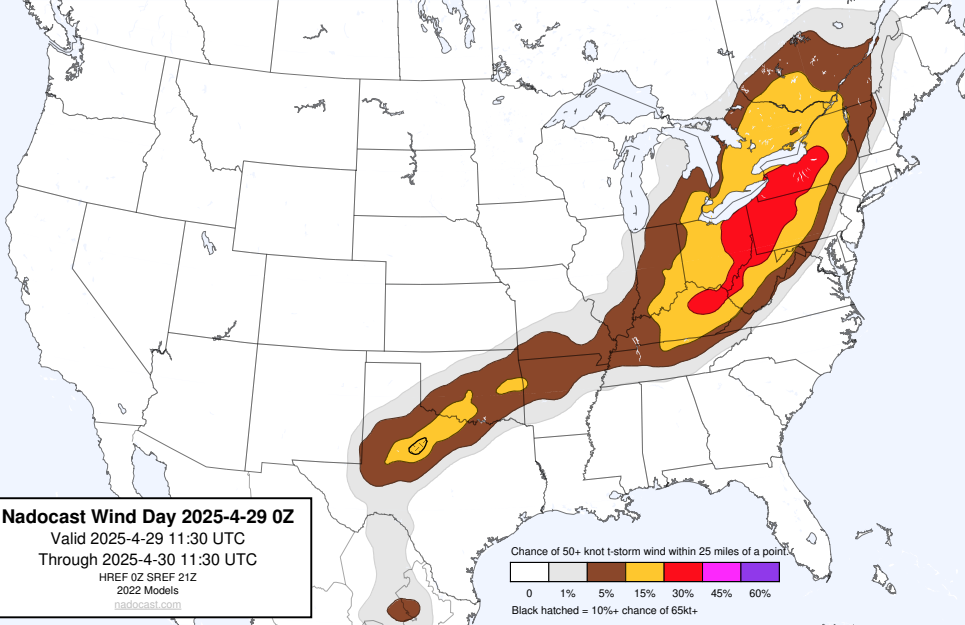 Nadocast Wind Day 2025-4-29 0Z
Valid 2025-4-29 11:30 UTC
Through 2025-4-30 11:30 UTC
HREF 0Z SREF 21Z
2022 Models
nadocast.com
Chance of 50+ knot t-storm wind within 25 miles of a point.
0 1% 5% 15% 30% 45% 60%
Black hatched = 10%+ chance of 65kt+